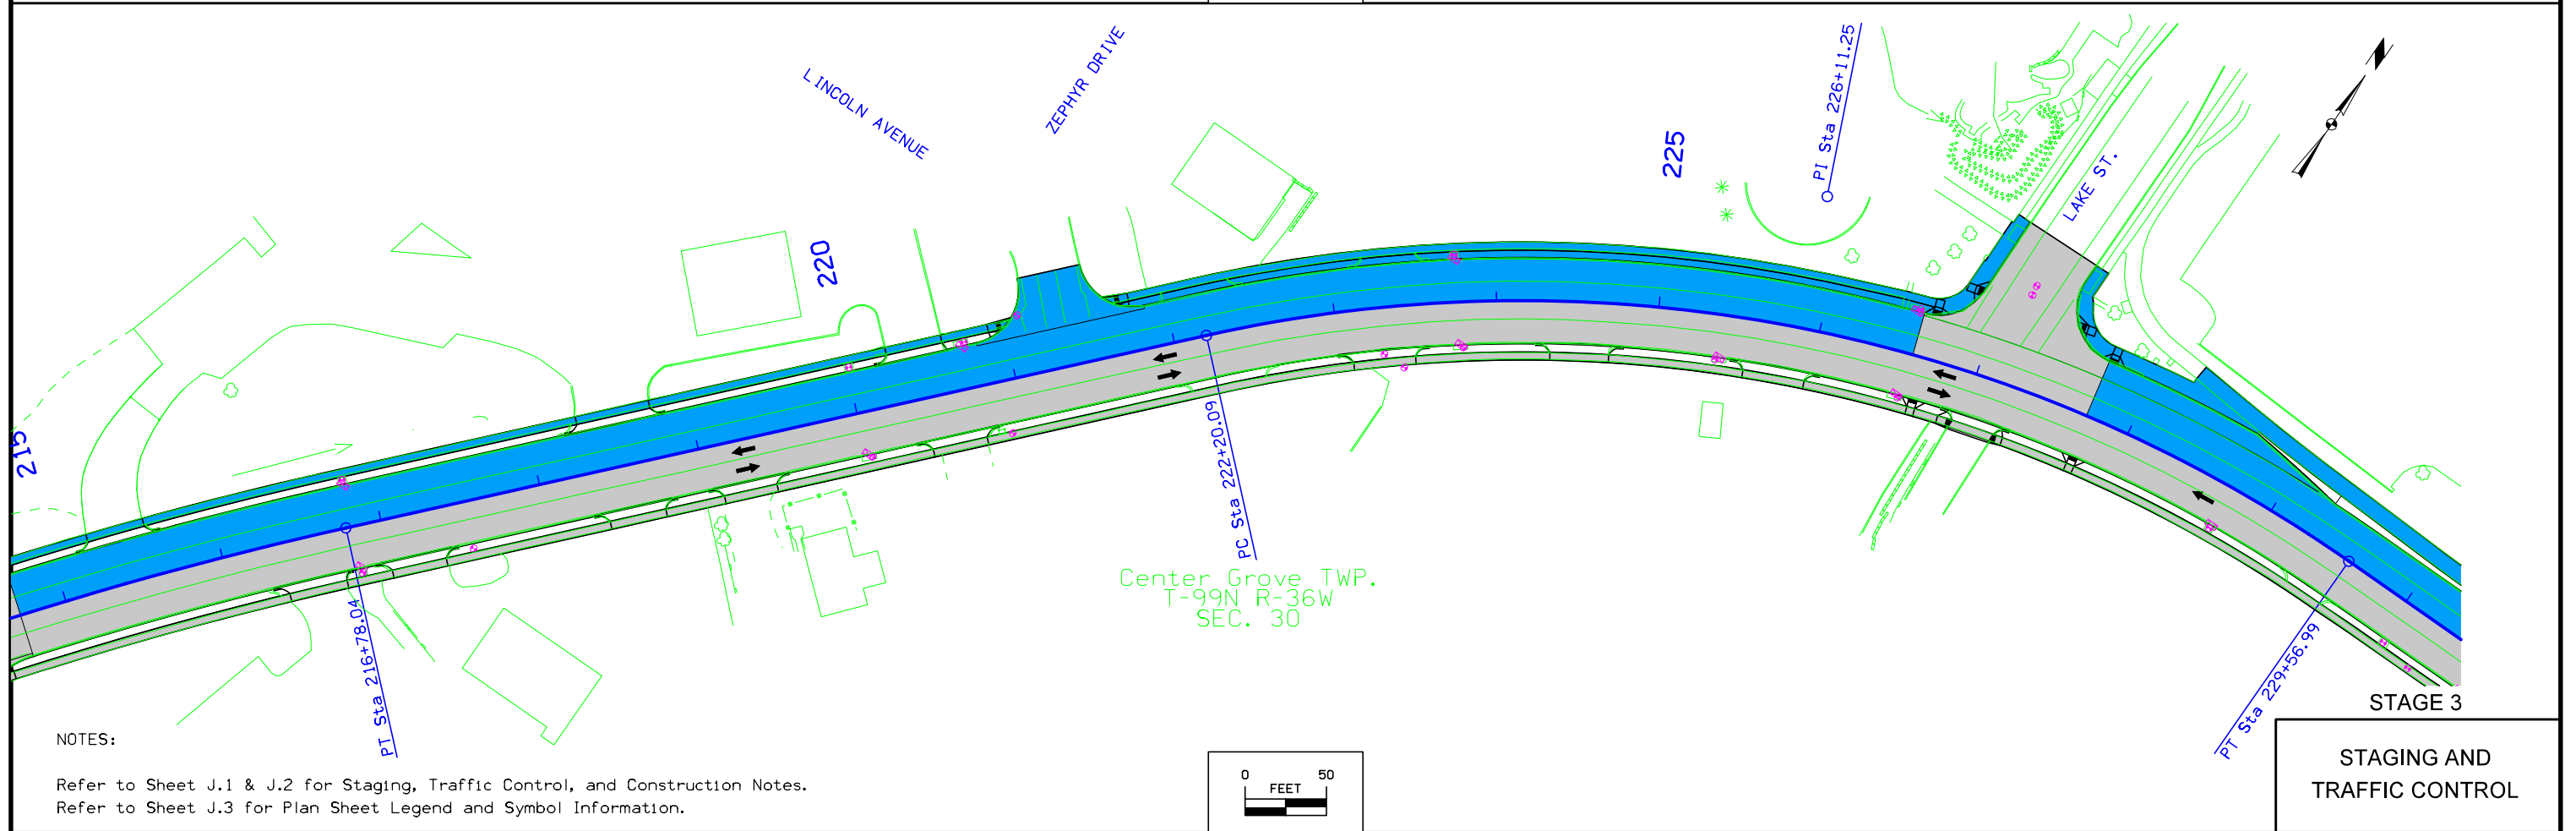 LINCOLN AVENUE
ZEPHYR DRIVE
PI Sta 226+11.25
225
LAKE ST.
220
215
PC Sta 222+20.09
PT Sta 216+78.04
PT Sta 229+56.99
Center Grove TWP.
T-99N R-36W
SEC. 30
STAGE 3
NOTES:
Refer to Sheet J.1 & J.2 for Staging, Traffic Control, and Construction Notes.
Refer to Sheet J.3 for Plan Sheet Legend and Symbol Information.
0 50
FEET
STAGING AND
TRAFFIC CONTROL